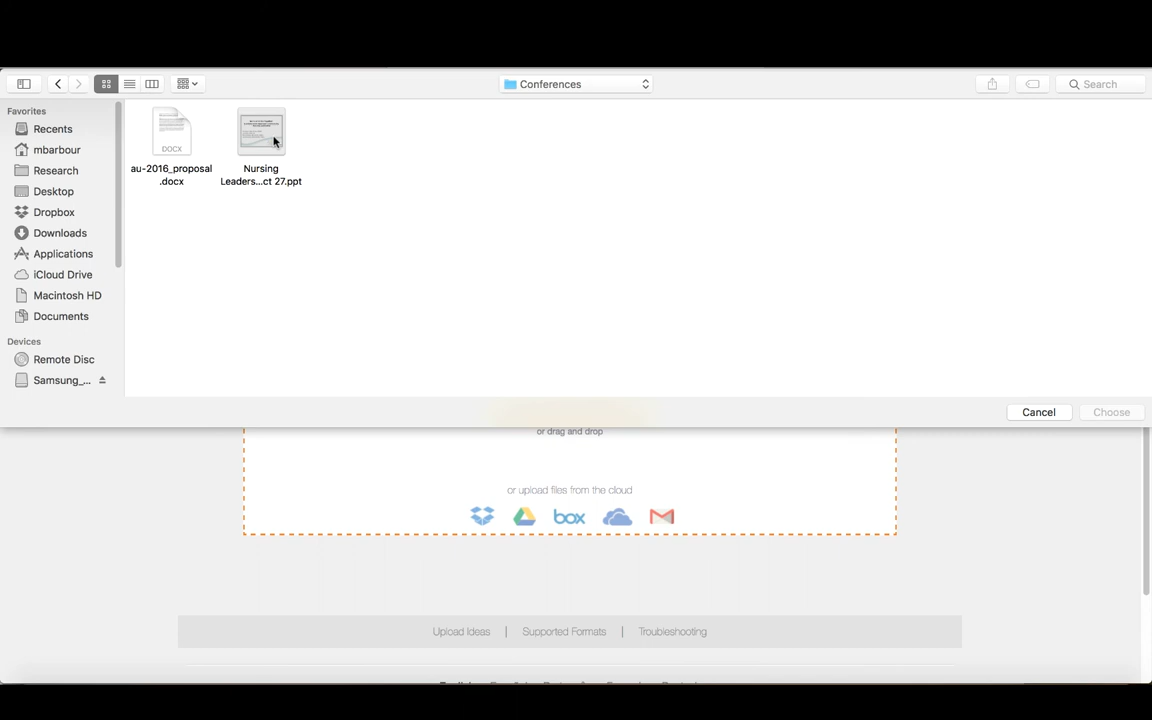 Conferences
Search
Favorites
Recents
mbarbour
Research
Desktop
Dropbox
Downloads
Applications
iCloud Drive
Macintosh HD
Documents
Devices
Remote Disc
Samsung_...
DOCX
au-2016_proposal
.docx
Nursing
Leaders...ct 27.ppt
Cancel
Choose
or drag and drop
or upload files from the cloud
box
Upload Ideas | Supported Formats | Troubleshooting